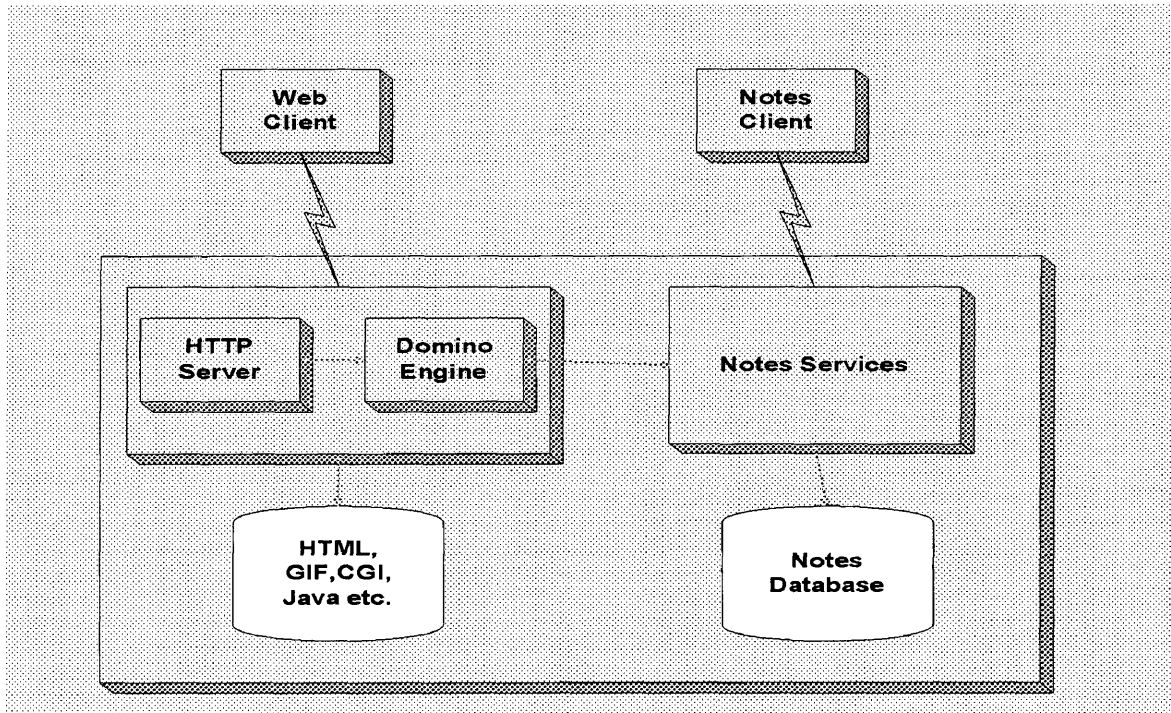 Web
Client
Notes
Client
HTTP
Server
Domino
Engine
Notes Services
HTML,
GIF,CGI,
Java etc.
Notes
Database